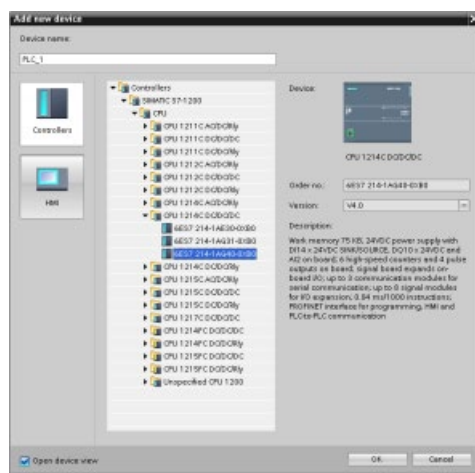 Add new device
Device name:
PLC_1
Controllers
HMI
Controllers
SIMATIC S7-1200
CPU
CPU 1211C AC/DC/Rly
CPU 1211C DC/DC/DC
CPU 1211C DC/DC/Rly
CPU 1212C AC/DC/Rly
CPU 1212C DC/DC/DC
CPU 1212C DC/DC/Rly
CPU 1214C AC/DC/Rly
CPU 1214C DC/DC/DC
6ES7 214-1AE30-0XB0
6ES7 214-1AG31-0XB0
6ES7 214-1AG40-0XB0
CPU 1214C DC/DC/Rly
CPU 1215C AC/DC/Rly
CPU 1215C DC/DC/DC
CPU 1215C DC/DC/Rly
CPU 1217C DC/DC/DC
CPU 1214FC DC/DC/DC
CPU 1214FC DC/DC/Rly
CPU 1215FC DC/DC/DC
CPU 1215FC DC/DC/Rly
Unspecified CPU 1200
Device:
CPU 1214C DC/DC/DC
Order no.: 6ES7 214-1AG40-0XB0
Version: V4.0
Description:
Work memory 75 KB; 24VDC power supply with
DI14 x 24VDC SINK/SOURCE, DQ10 x 24VDC and
AI2 on board; 6 high-speed counters and 4 pulse
outputs on board; signal board expands on-
board I/O; up to 3 communication modules for
serial communication; up to 8 signal modules
for I/O expansion; 0.04 ms/1000 instructions;
PROFINET interface for programming, HMI and
PLC-to-PLC communication
Open device view
OK
Cancel